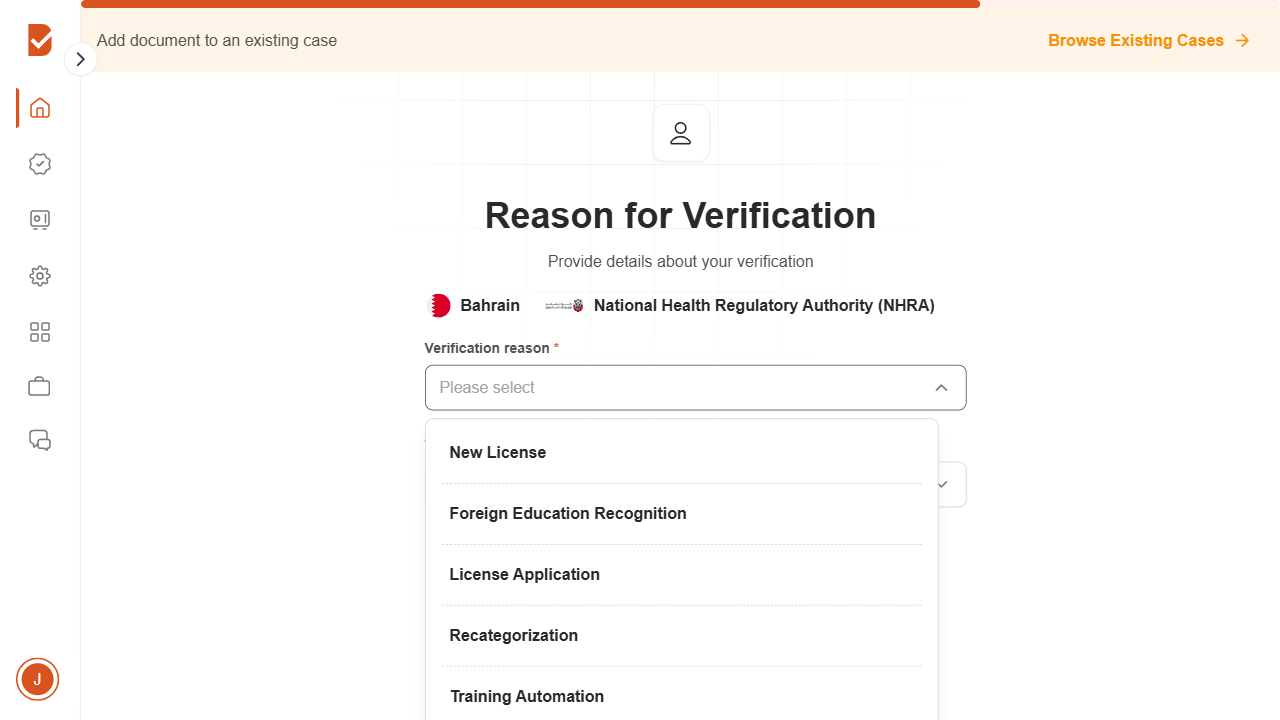 Add document to an existing case
Browse Existing Cases
Reason for Verification
Provide details about your verification
Bahrain
National Health Regulatory Authority (NHRA)
Verification reason *
Please select
New License
Foreign Education Recognition
License Application
Recategorization
Training Automation
J